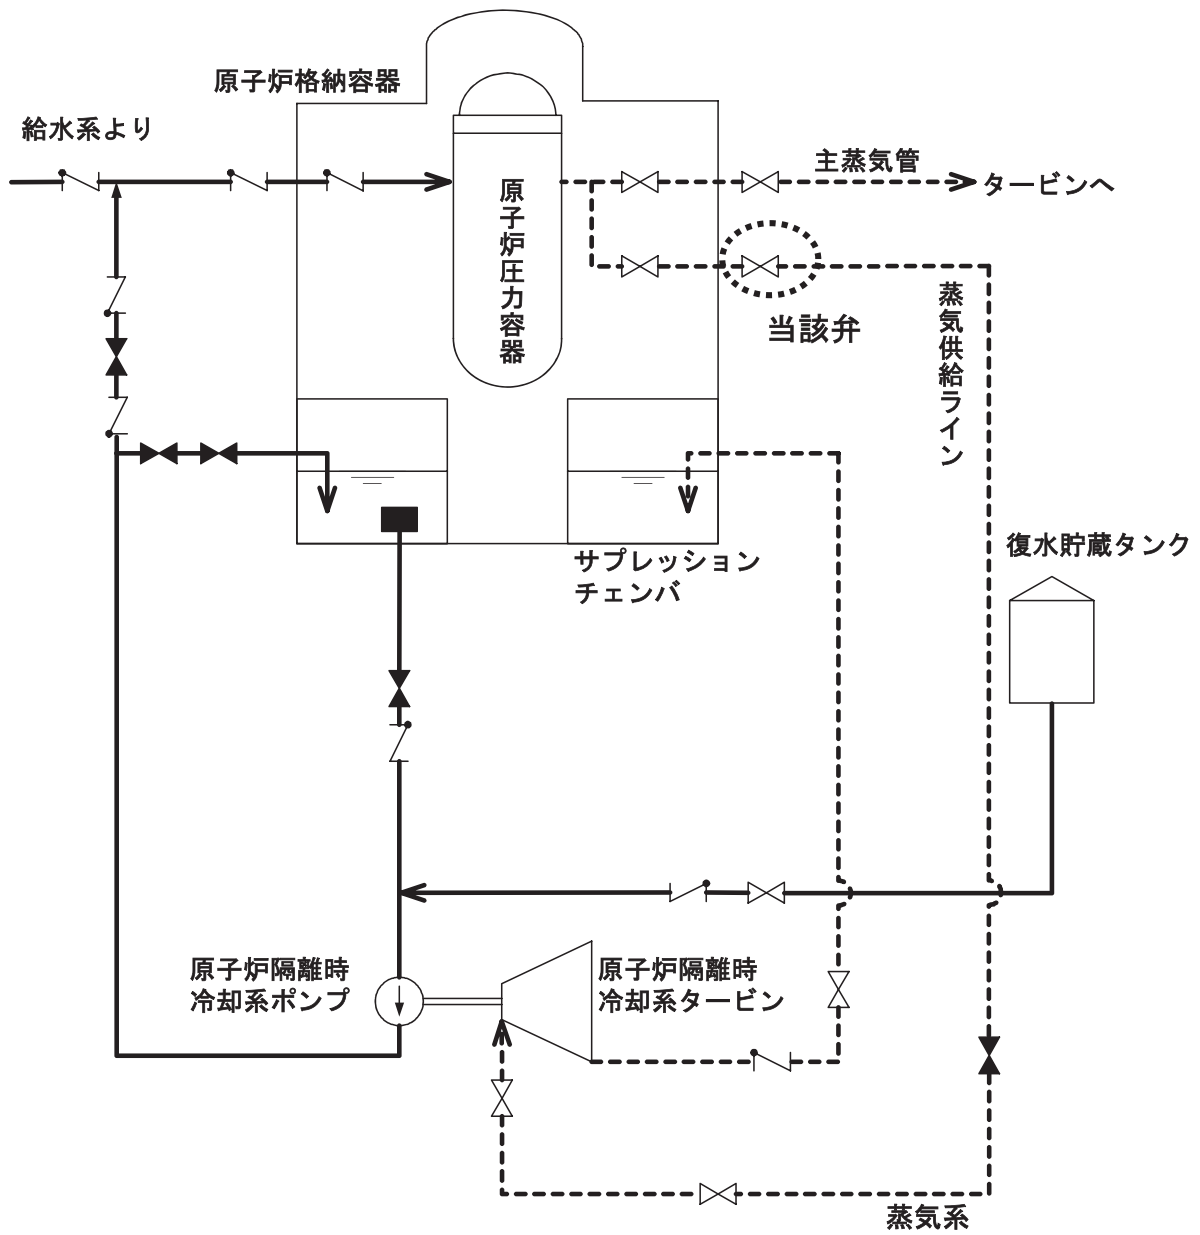 原子炉格納容器
給水系より
主蒸気管
タービンへ
原子炉圧力容器
当該弁
蒸気供給ライン
復水貯蔵タンク
サプレッション
チェンバ
原子炉隔離時
冷却系ポンプ
原子炉隔離時
冷却系タービン
蒸気系